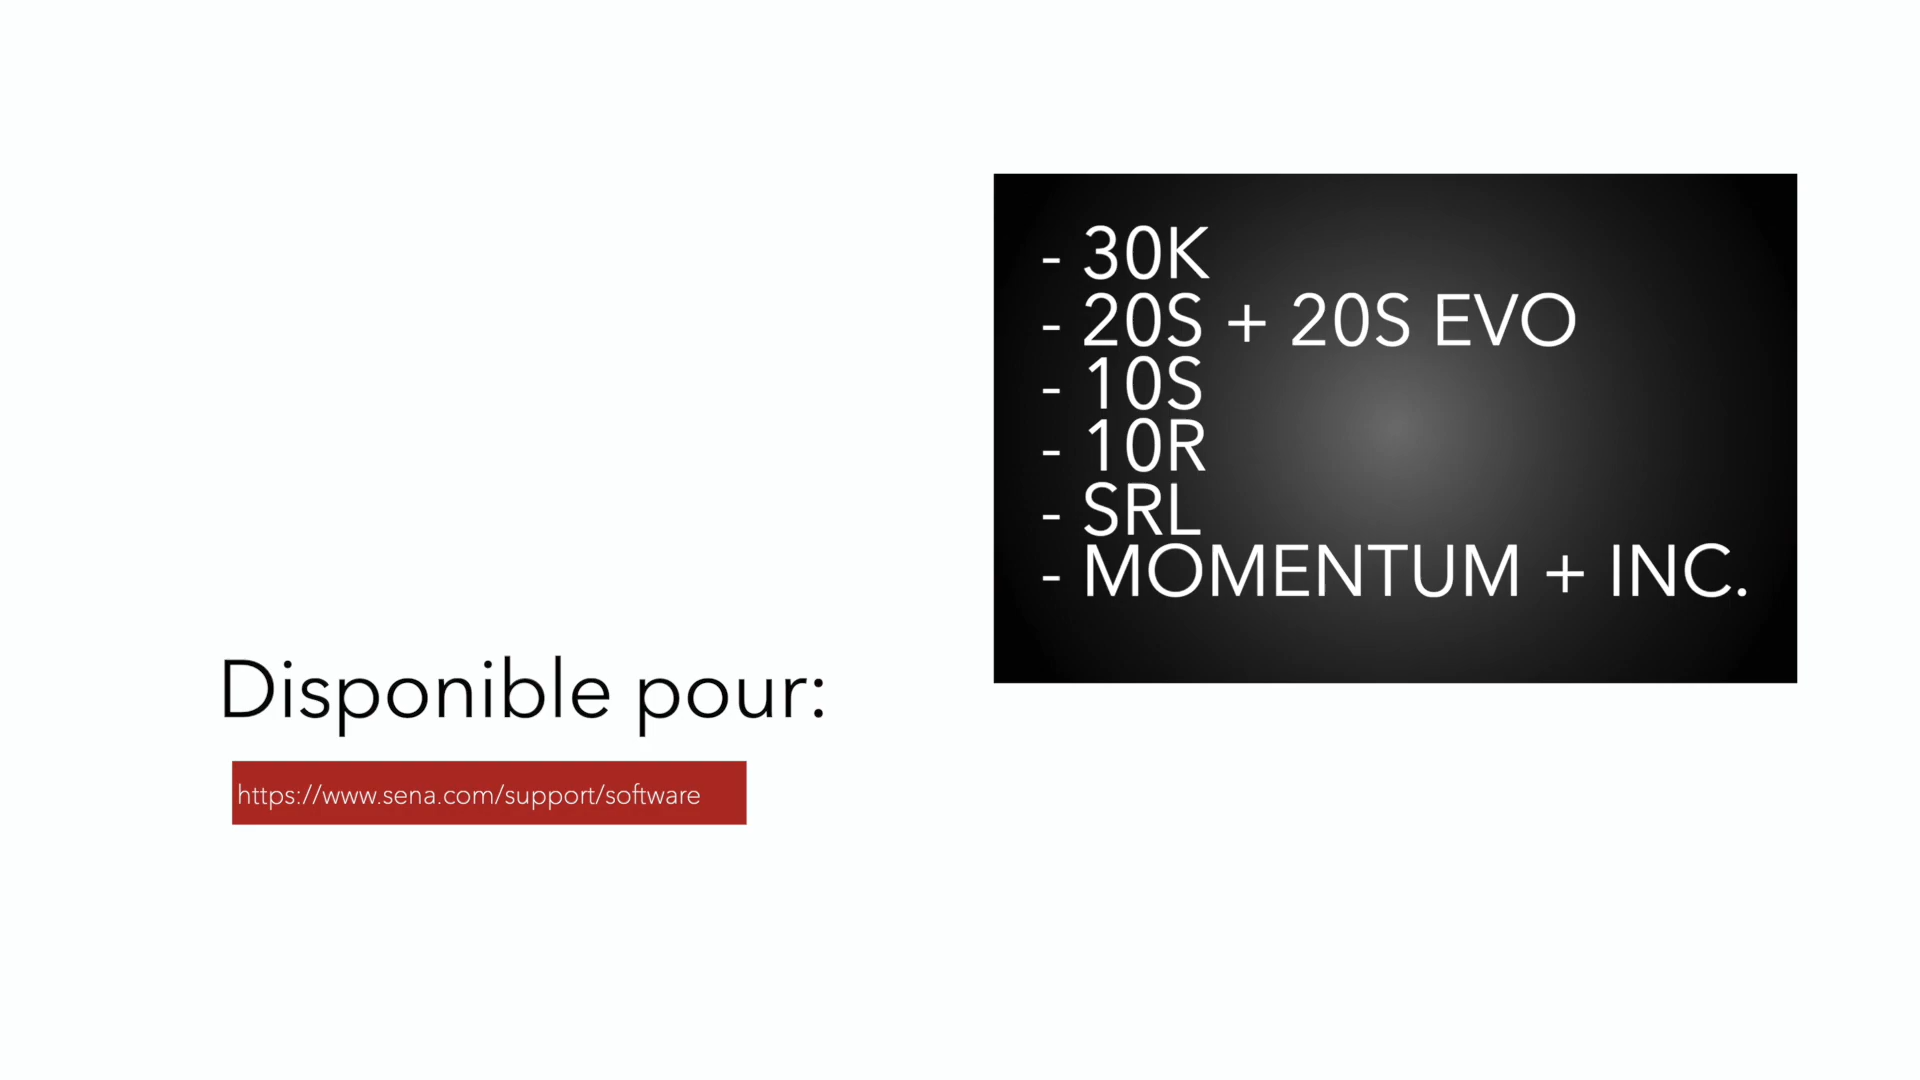 - 30K
- 20S + 20S EVO
- 10S
- 10R
- SRL
- MOMENTUM + INC.
Disponible pour:
https://www.sena.com/support/software